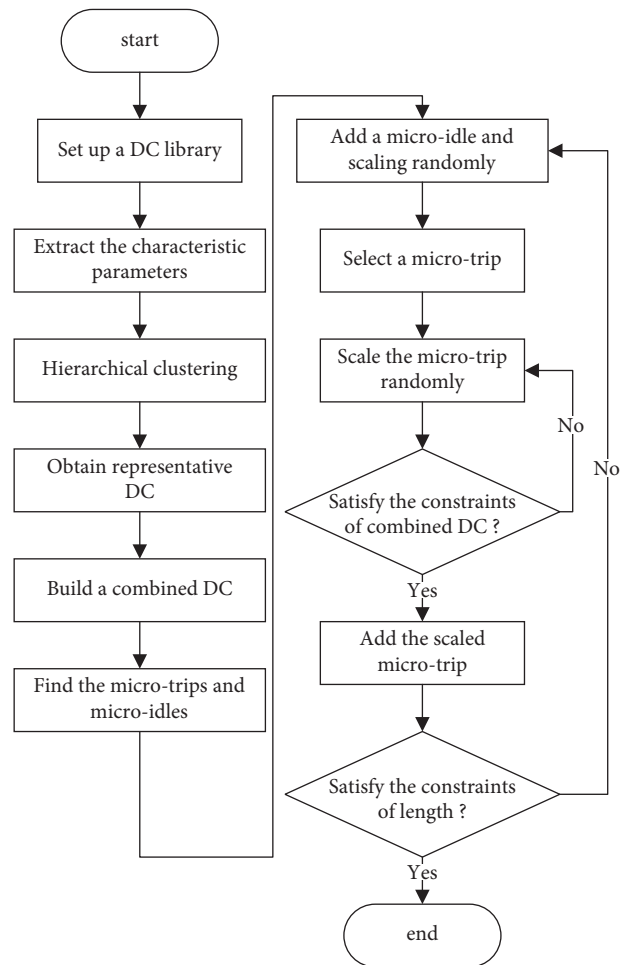 start
Set up a DC library
Extract the characteristic
parameters
Hierarchical clustering
Obtain representative
DC
Build a combined DC
Find the micro-trips and
micro-idles
Add a micro-idle and
scaling randomly
Select a micro-trip
Scale the micro-trip
randomly
No
No
Satisfy the constraints
of combined DC ?
Yes
Add the scaled
micro-trip
Satisfy the constraints
of length ?
Yes
end